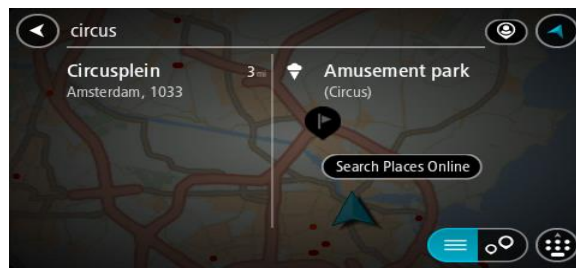 circus
Circusplein
3 mi
Amsterdam, 1033
Amusement park
(Circus)
Search Places Online